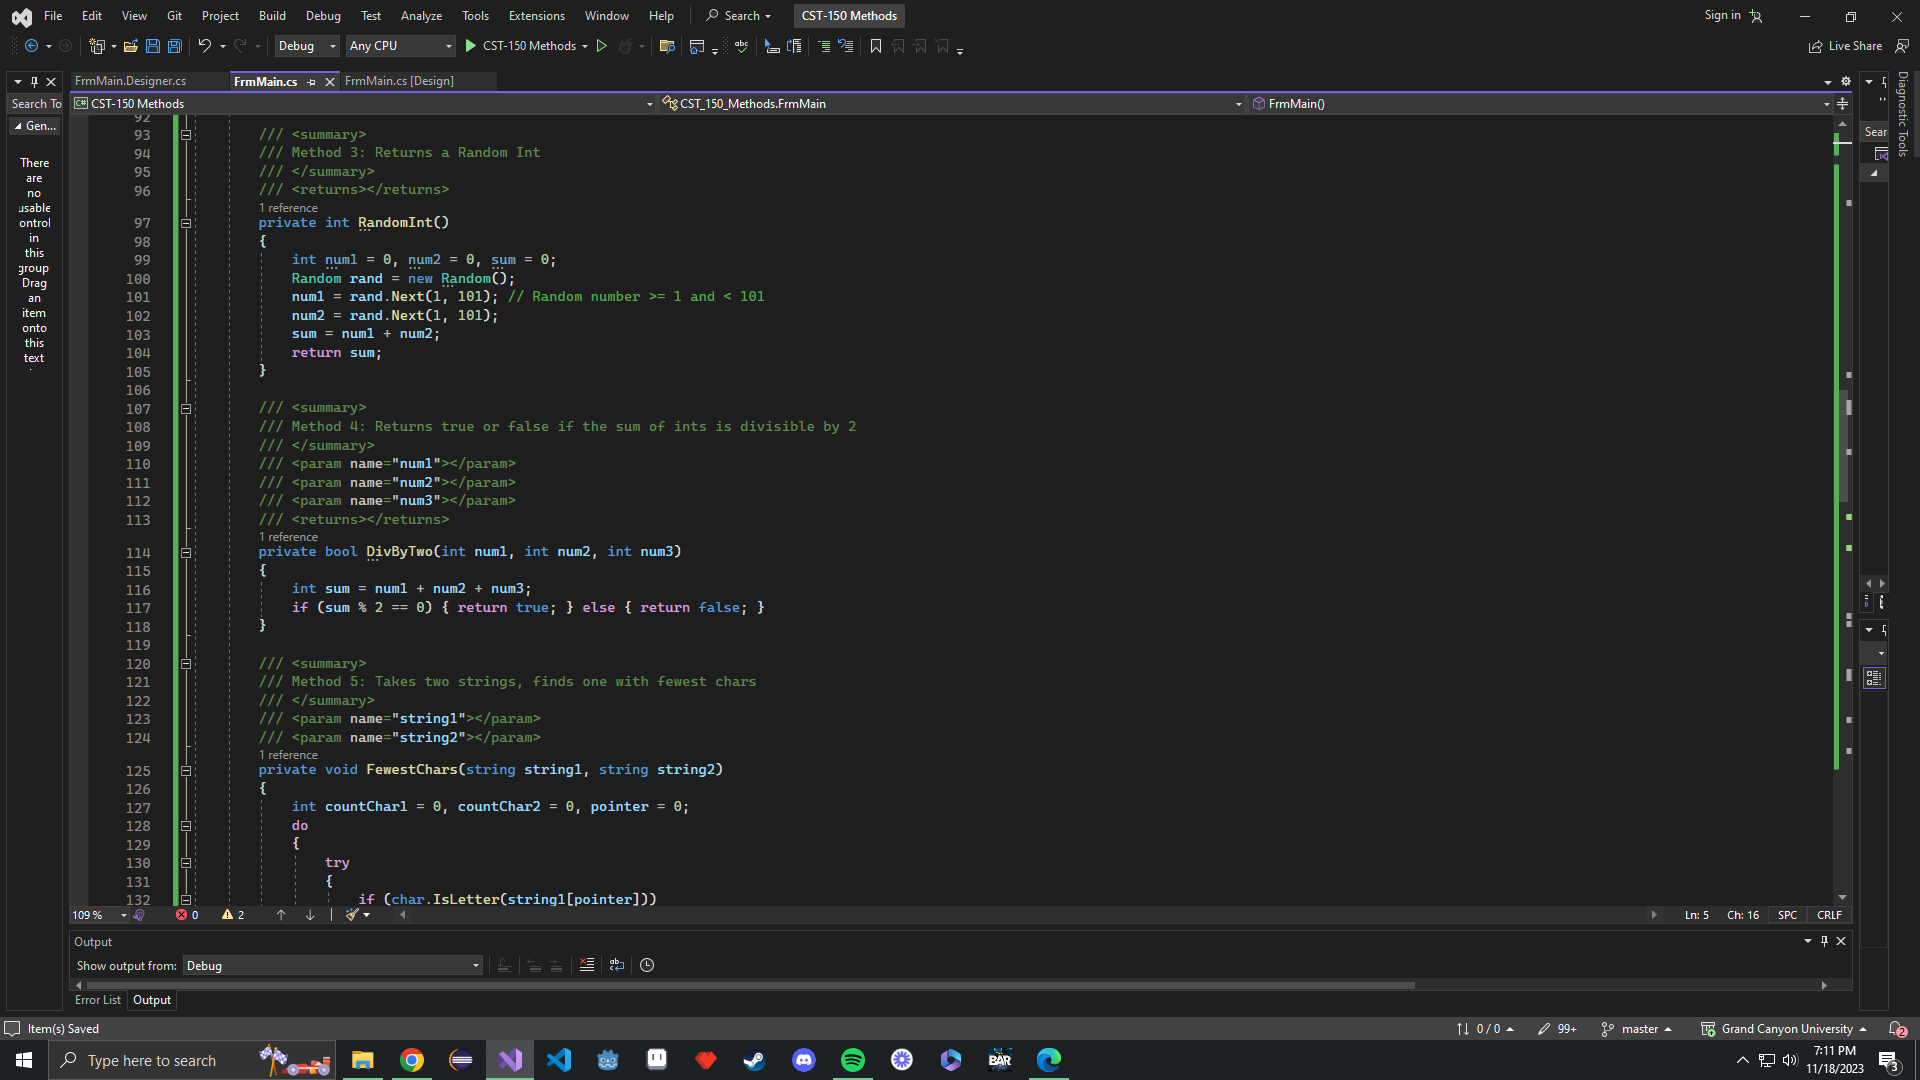 File Edit View Git Project Build Debug Test Analyze Tools Extensions Window Help Search CST-150 Methods Sign in
Debug Any CPU CST-150 Methods Live Share
FrmMain.Designer.cs FrmMain.cs FrmMain.cs [Design]
Search To
CST-150 Methods CST_150_Methods.FrmMain FrmMain()
Gen...
There
are
no
usable
ontrol
in
this
group
Drag
an
item
onto
this
text
Sear
Diagnostic Tools
92
93 /// <summary>
94 /// Method 3: Returns a Random Int
95 /// </summary>
96 /// <returns></returns>
1 reference
97 private int RandomInt()
98 {
99 int num1 = 0, num2 = 0, sum = 0;
100 Random rand = new Random();
101 num1 = rand.Next(1, 101); // Random number >= 1 and < 101
102 num2 = rand.Next(1, 101);
103 sum = num1 + num2;
104 return sum;
105 }
106
107 /// <summary>
108 /// Method 4: Returns true or false if the sum of ints is divisible by 2
109 /// </summary>
110 /// <param name="num1"></param>
111 /// <param name="num2"></param>
112 /// <param name="num3"></param>
113 /// <returns></returns>
1 reference
114 private bool DivByTwo(int num1, int num2, int num3)
115 {
116 int sum = num1 + num2 + num3;
117 if (sum % 2 == 0) { return true; } else { return false; }
118 }
119
120 /// <summary>
121 /// Method 5: Takes two strings, finds one with fewest chars
122 /// </summary>
123 /// <param name="string1"></param>
124 /// <param name="string2"></param>
1 reference
125 private void FewestChars(string string1, string string2)
126 {
127 int countChar1 = 0, countChar2 = 0, pointer = 0;
128 do
129 {
130 try
131 {
132 if (char.IsLetter(string1[pointer]))
109 % 0 2 Ln: 5 Ch: 16 SPC CRLF
Output
Show output from: Debug
Error List Output
Item(s) Saved 0 / 0 99+ master Grand Canyon University 2
Type here to search BAR 7:11 PM
11/18/2023 3